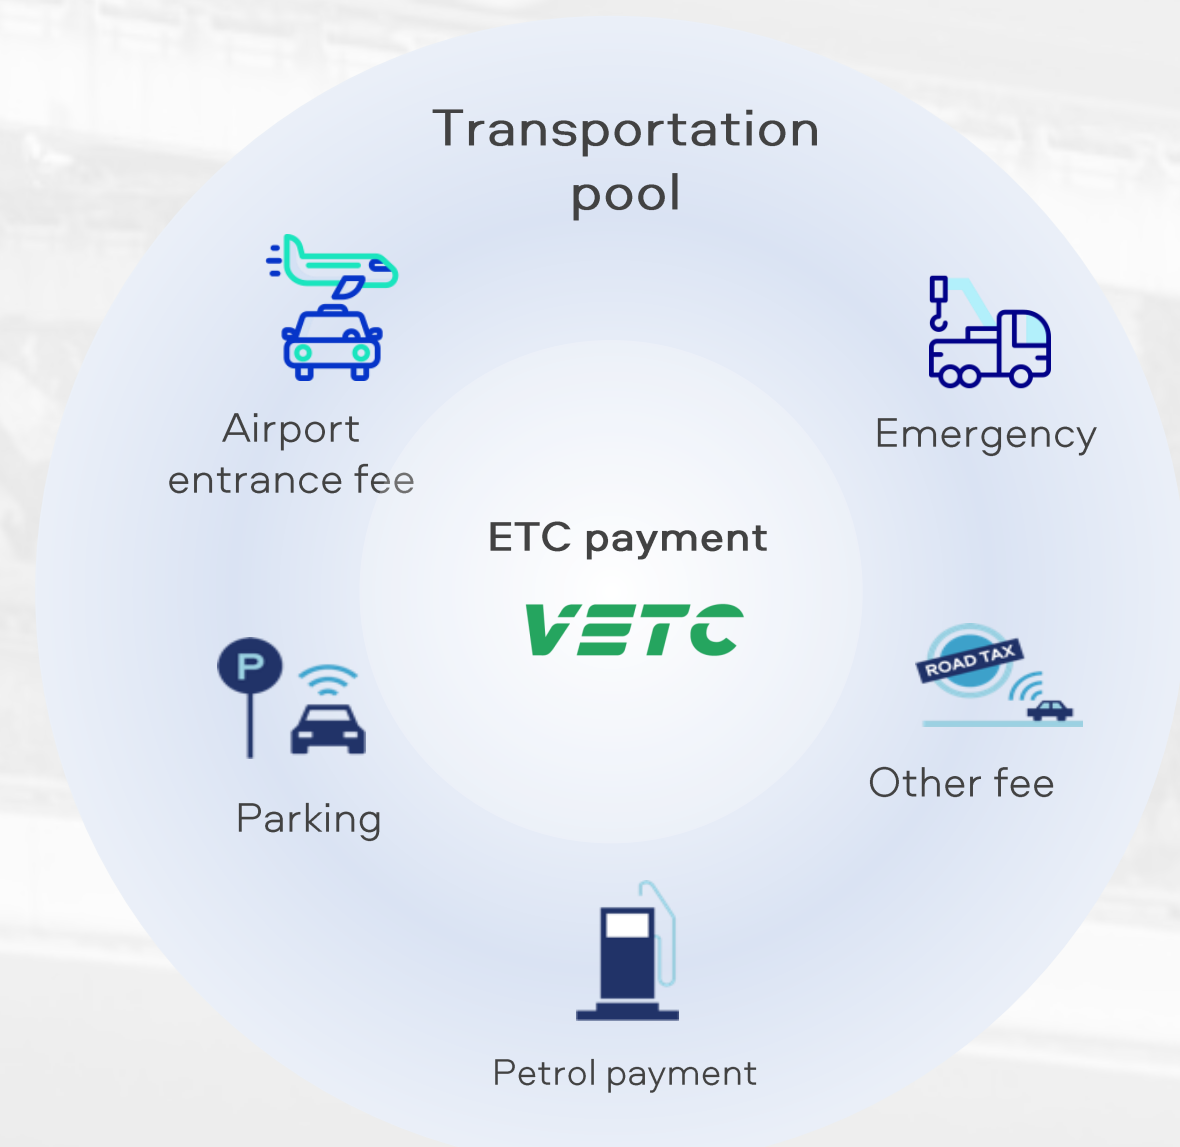 Transportation
pool
Airport
entrance fee
Emergency
ETC payment
VETC
P
Parking
ROAD TAX
Other fee
Petrol payment